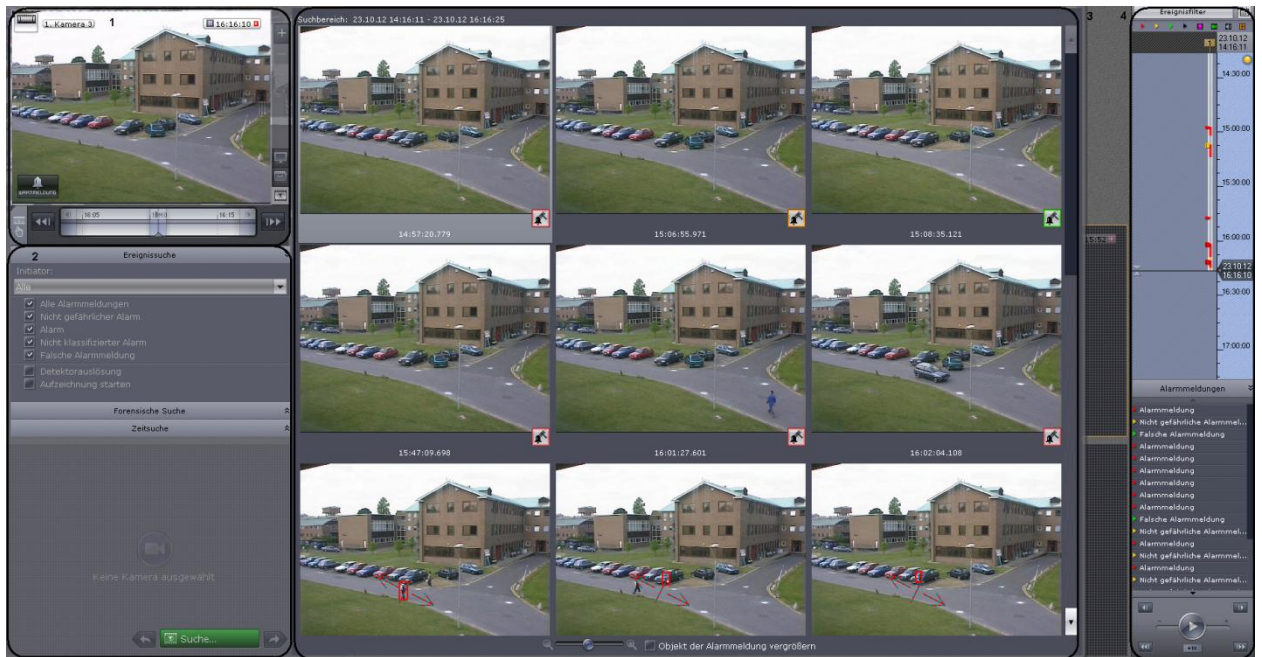 1. Kamera 3
1
16:16:10
ALARMMELDUNG
16:05
16:15
2
Ereignissuche
Initiator:
Alle
Alle Alarmmeldungen
Nicht gefährlicher Alarm
Alarm
Nicht klassifizierter Alarm
Falsche Alarmmeldung
Detektorauslösung
Aufzeichnung starten
Forensische Suche
Zeitsuche
Keine Kamera ausgewählt
Suche...
Suchbereich: 23.10.12 14:16:11 - 23.10.12 16:16:25
14:57:20.779
15:06:55.971
15:08:35.121
15:47:09.698
16:01:27.601
16:02:04.108
Objekt der Alarmmeldung vergrößern
3
4
Ereignisfilter
1
23.10.12
14:16:11
14:30:00
15:00:00
15:30:00
16:00:00
23.10.12
16:16:10
16:30:00
17:00:00
Alarmmeldungen
Alarmmeldung
Nicht gefährliche Alarmmel...
Falsche Alarmmeldung
Alarmmeldung
Alarmmeldung
Alarmmeldung
Alarmmeldung
Alarmmeldung
Alarmmeldung
Falsche Alarmmeldung
Nicht gefährliche Alarmmel...
Alarmmeldung
Nicht gefährliche Alarmmel...
Alarmmeldung
Nicht gefährliche Alarmmel...